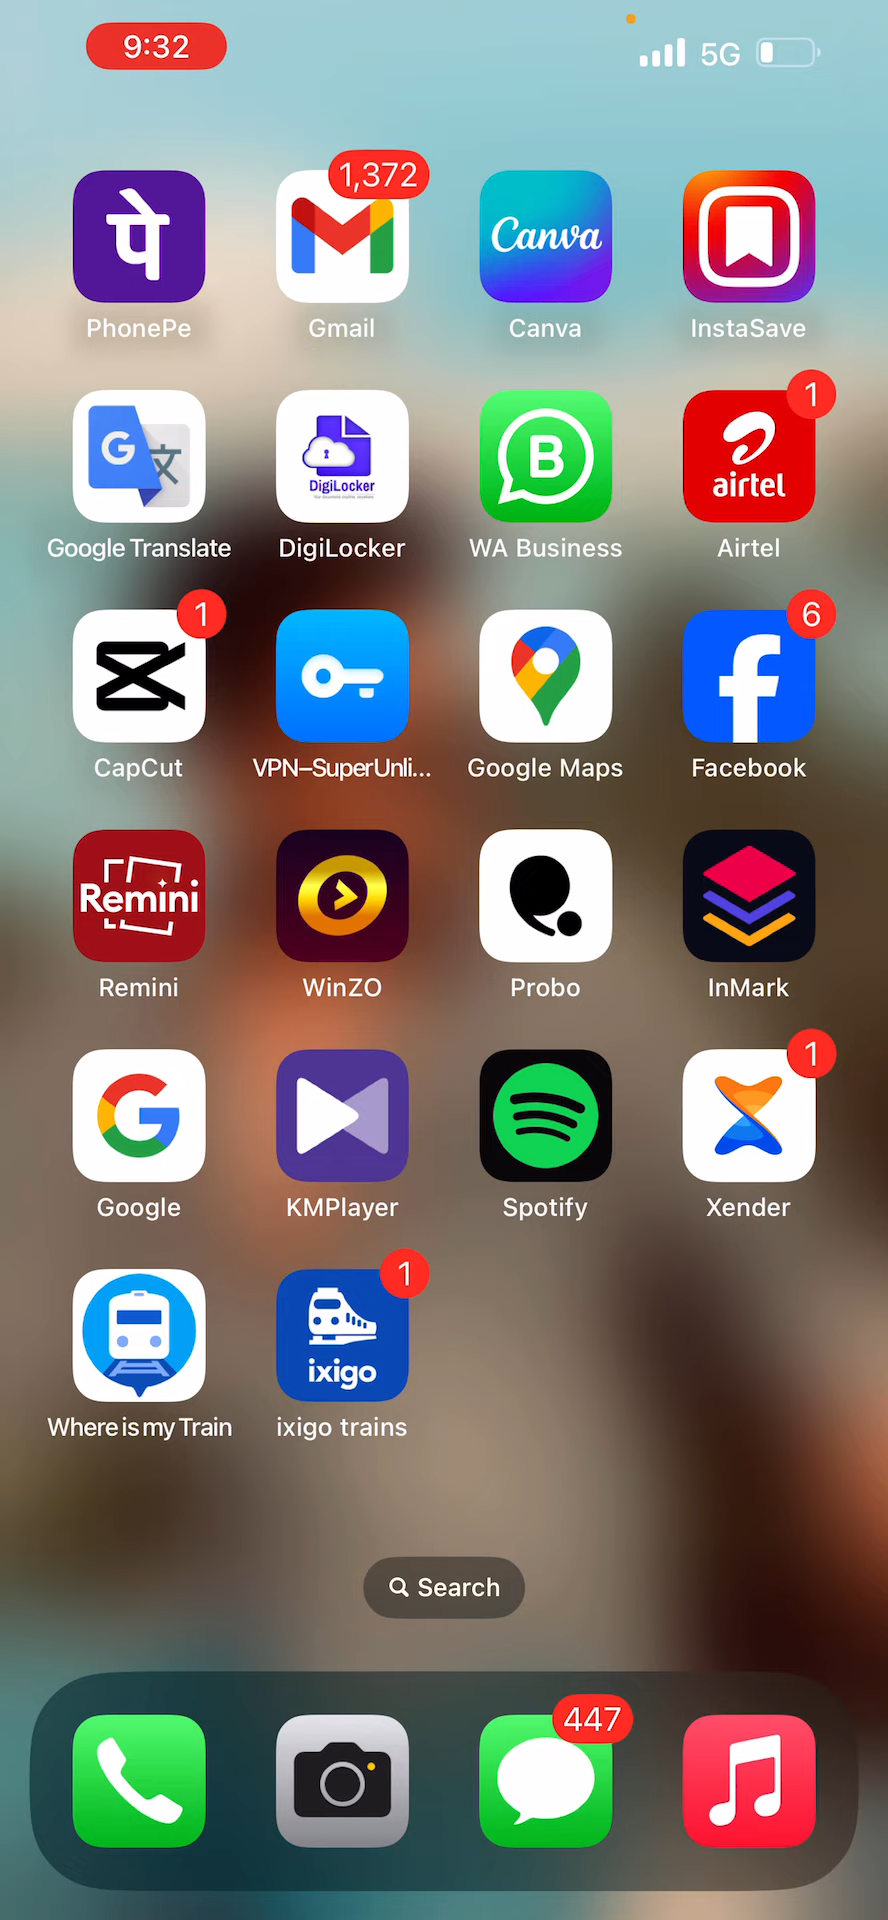 9:32
5G
1,372
पे
Canva
PhonePe
Gmail
Canva
InstaSave
1
G
文
DigiLocker
B
airtel
Google Translate
DigiLocker
WA Business
Airtel
1
6
CapCut
VPN–SuperUnli...
Google Maps
Facebook
Remini
Remini
WinZO
Probo
InMark
1
Google
KMPlayer
Spotify
Xender
1
ixigo
Where is my Train
ixigo trains
Search
447